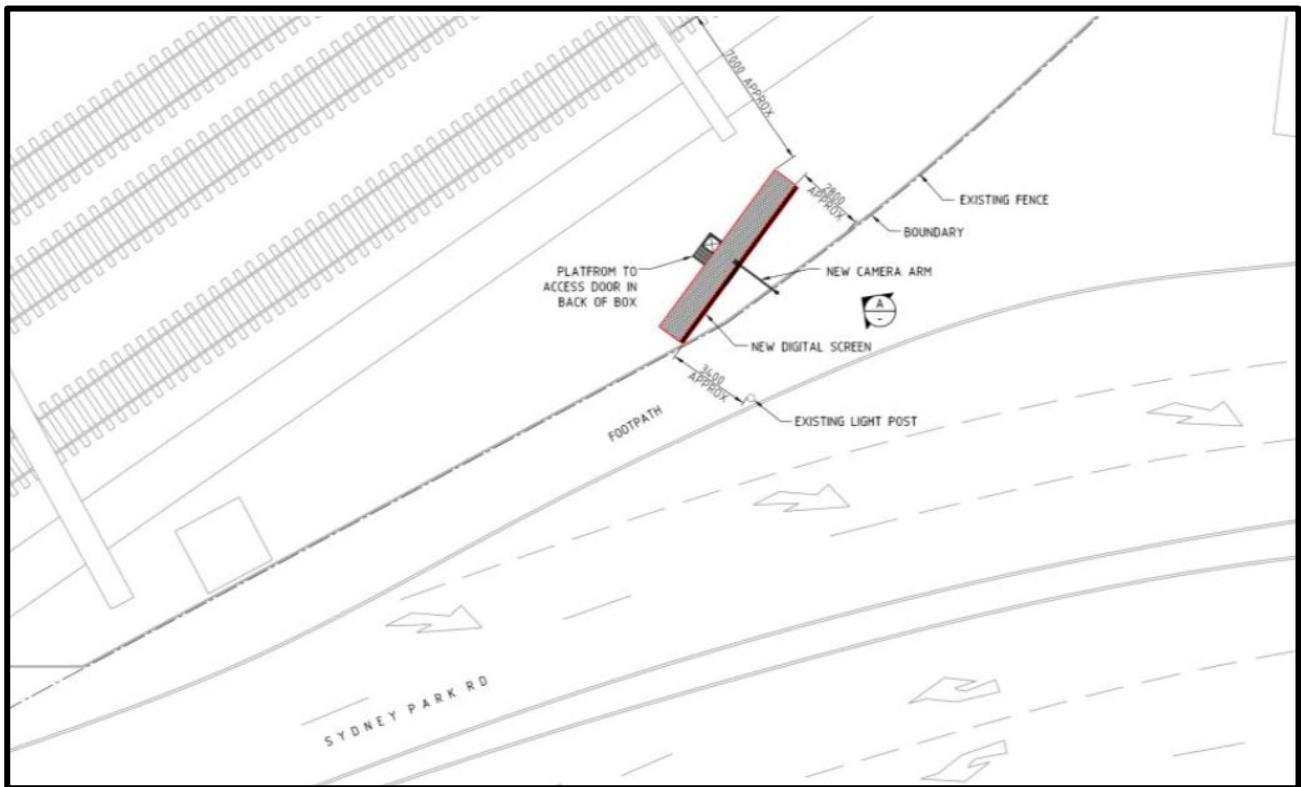 7000 APPROX
2800
APPROX
EXISTING FENCE
BOUNDARY
NEW CAMERA ARM
PLATFROM TO
ACCESS DOOR IN
BACK OF BOX
A
-
NEW DIGITAL SCREEN
3400
APPROX
EXISTING LIGHT POST
FOOTPATH
SYDNEY PARK RD